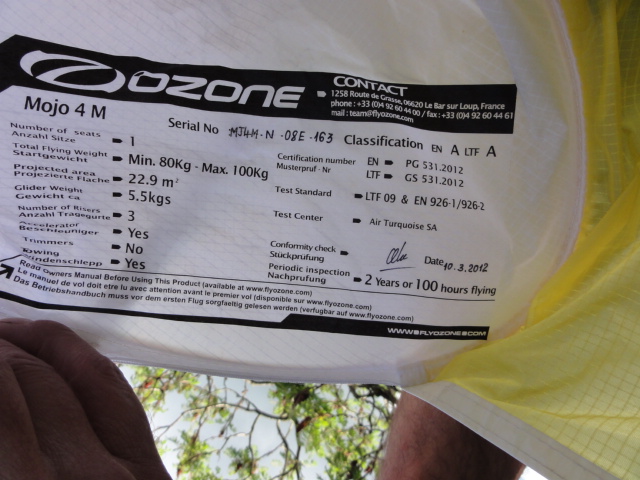 OZONE
CONTACT
1258 Route de Grasse, 06620 Le Bar sur Loup, France
phone : +33 (0)4 92 60 44 00 / fax : +33 (0)4 92 60 44 61
mail : team@flyozone.com
Mojo 4 M
Serial No MJ4M-N-08E-163 Classification EN A LTF A
Number of seats
Anzahl Sitze 1
Total Flying Weight
Startgewicht Min. 80Kg - Max. 100Kg
Projected area
Projezierte Flache 22.9 m²
Glider Weight
Gewicht ca 5.5kgs
Number of Risers
Anzahl Tragegurte 3
Accelerator
Beschleuniger Yes
Trimmers No
Towing
Windenschlepp Yes
Certification number EN PG 531.2012
Musterpruf - Nr LTF GS 531.2012
Test Standard LTF 09 & EN 926-1/926-2
Test Center Air Turquoise SA
Conformity check
Stückprüfung Date 10.3.2012
Periodic inspection
Nachprüfung 2 Years or 100 hours flying
Read Owners Manual Before Using This Product (available at www.flyozone.com)
Le manuel de vol doit etre lu avec attention avant le premier vol (disponible sur www.flyozone.com)
Das Betriebshandbuch muss vor dem ersten Flug sorgfaeltig gelesen werden (verfugbar auf www.flyozone.com)
WWW.FLYOZONE.COM